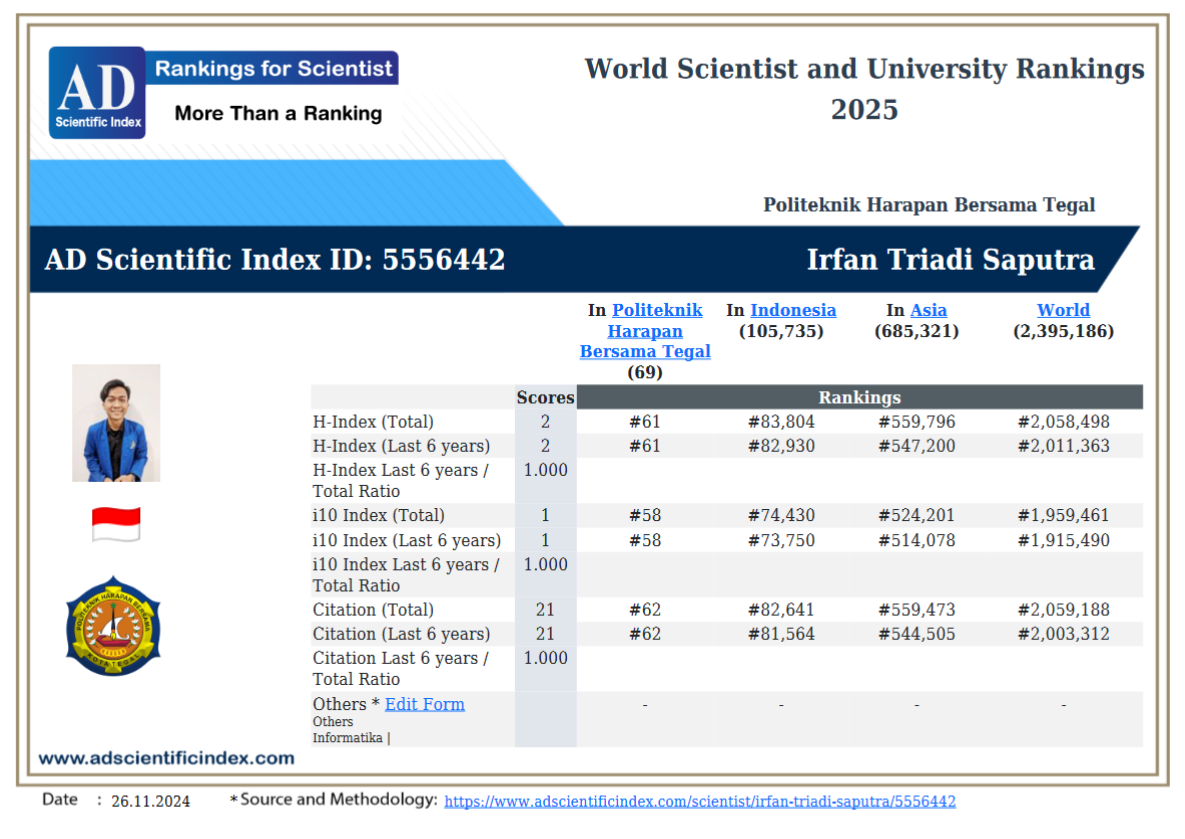 AD
Scientific Index
Rankings for Scientist
More Than a Ranking
World Scientist and University Rankings
2025
Politeknik Harapan Bersama Tegal
AD Scientific Index ID: 5556442
Irfan Triadi Saputra
In Politeknik Harapan Bersama Tegal (69)
In Indonesia (105,735)
In Asia (685,321)
World (2,395,186)
Scores Rankings
H-Index (Total) 2 #61 #83,804 #559,796 #2,058,498
H-Index (Last 6 years) 2 #61 #82,930 #547,200 #2,011,363
H-Index Last 6 years / 1.000
Total Ratio
i10 Index (Total) 1 #58 #74,430 #524,201 #1,959,461
i10 Index (Last 6 years) 1 #58 #73,750 #514,078 #1,915,490
i10 Index Last 6 years / 1.000
Total Ratio
Citation (Total) 21 #62 #82,641 #559,473 #2,059,188
Citation (Last 6 years) 21 #62 #81,564 #544,505 #2,003,312
Citation Last 6 years / 1.000
Total Ratio
Others * Edit Form - - - -
Others
Informatika |
POLITEKNIK HARAPAN BERSAMA
KOTA TEGAL
www.adscientificindex.com
Date : 26.11.2024 *Source and Methodology: https://www.adscientificindex.com/scientist/irfan-triadi-saputra/5556442